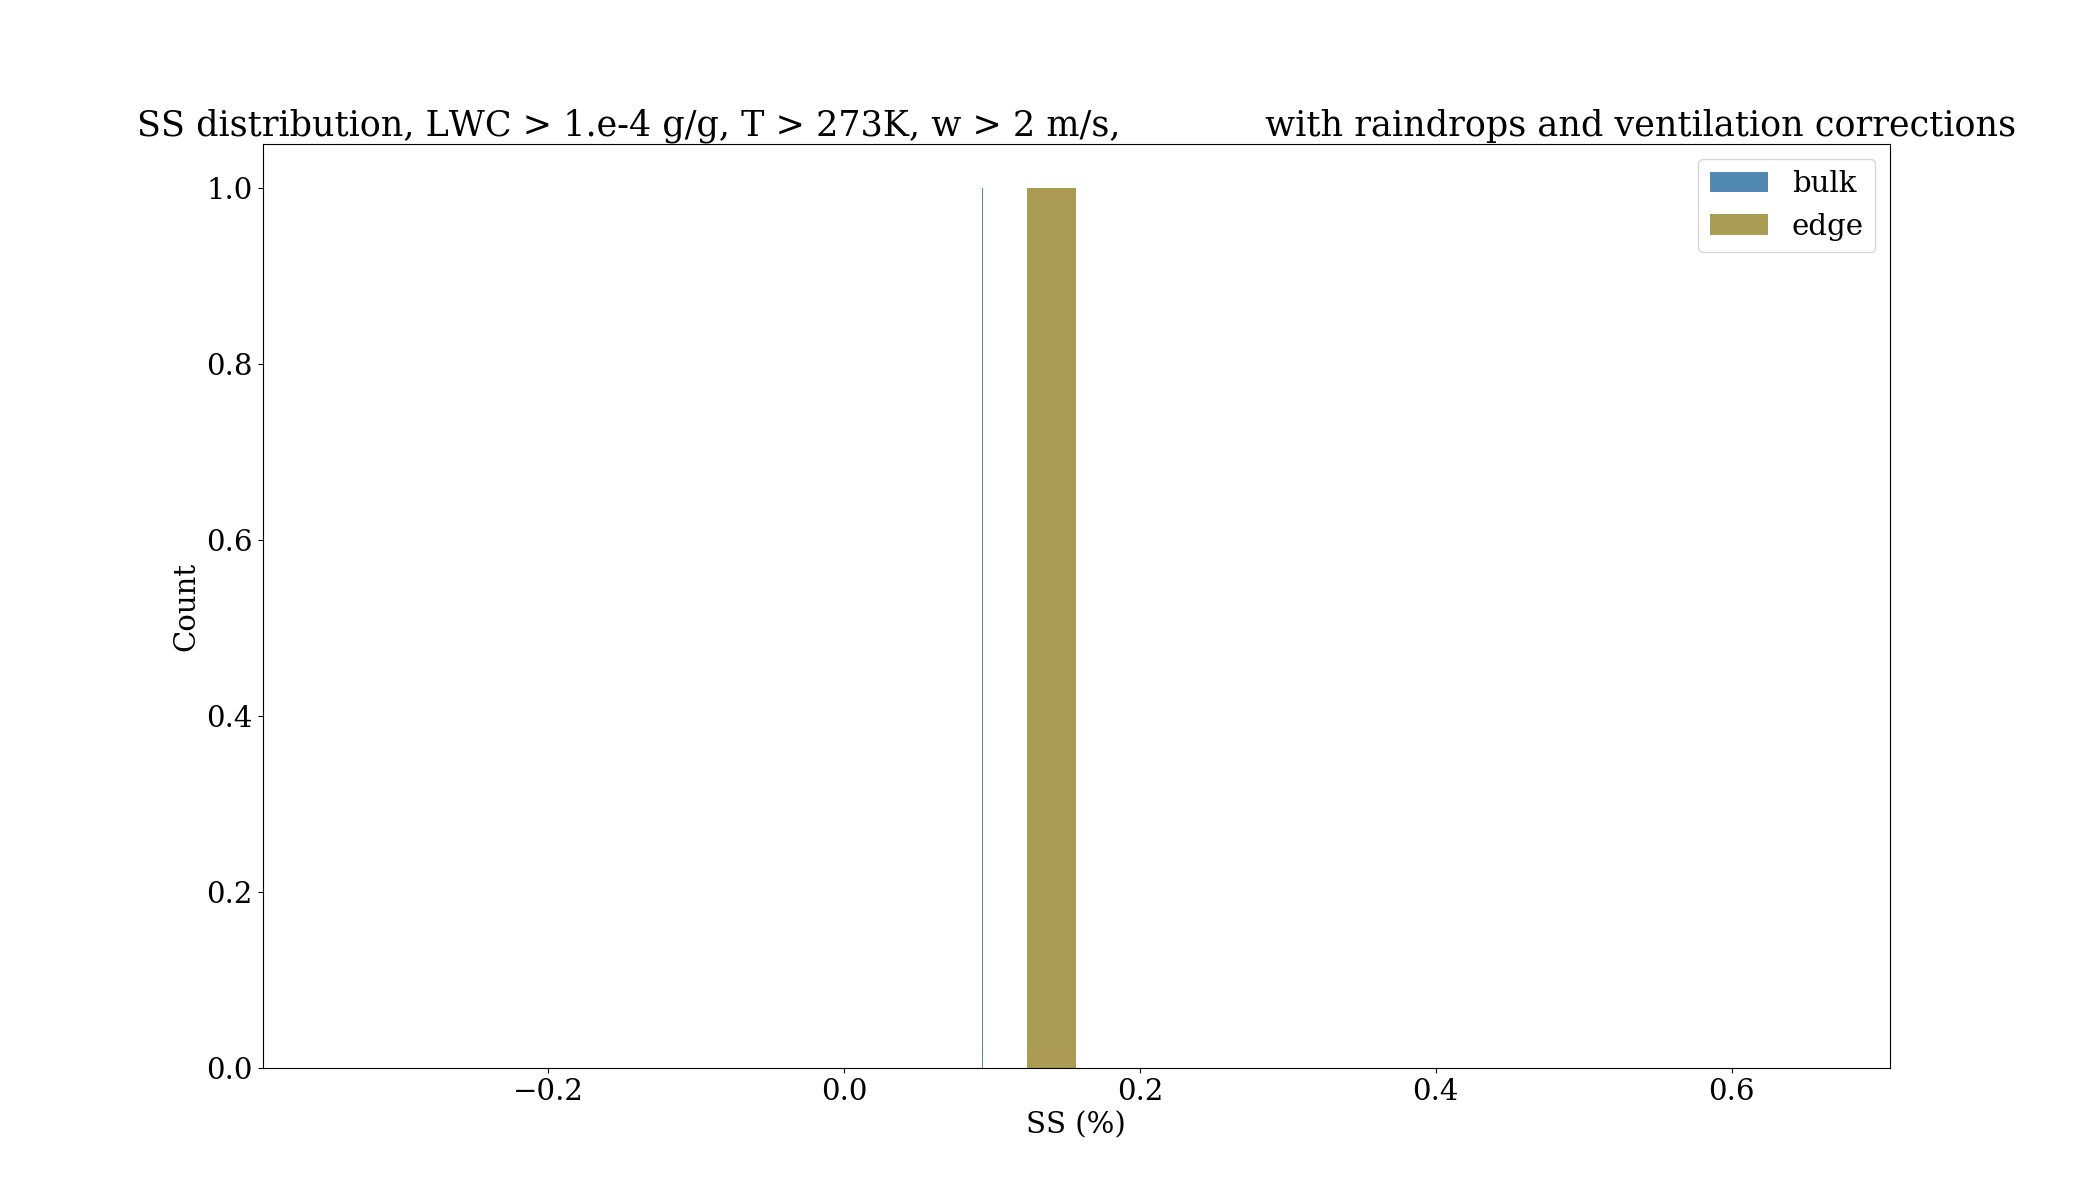 SS distribution, LWC > 1.e-4 g/g, T > 273K, w > 2 m/s, with raindrops and ventilation corrections
bulk
edge
1.0
0.8
0.6
0.4
0.2
0.0
Count
−0.2
0.0
0.2
0.4
0.6
SS (%)